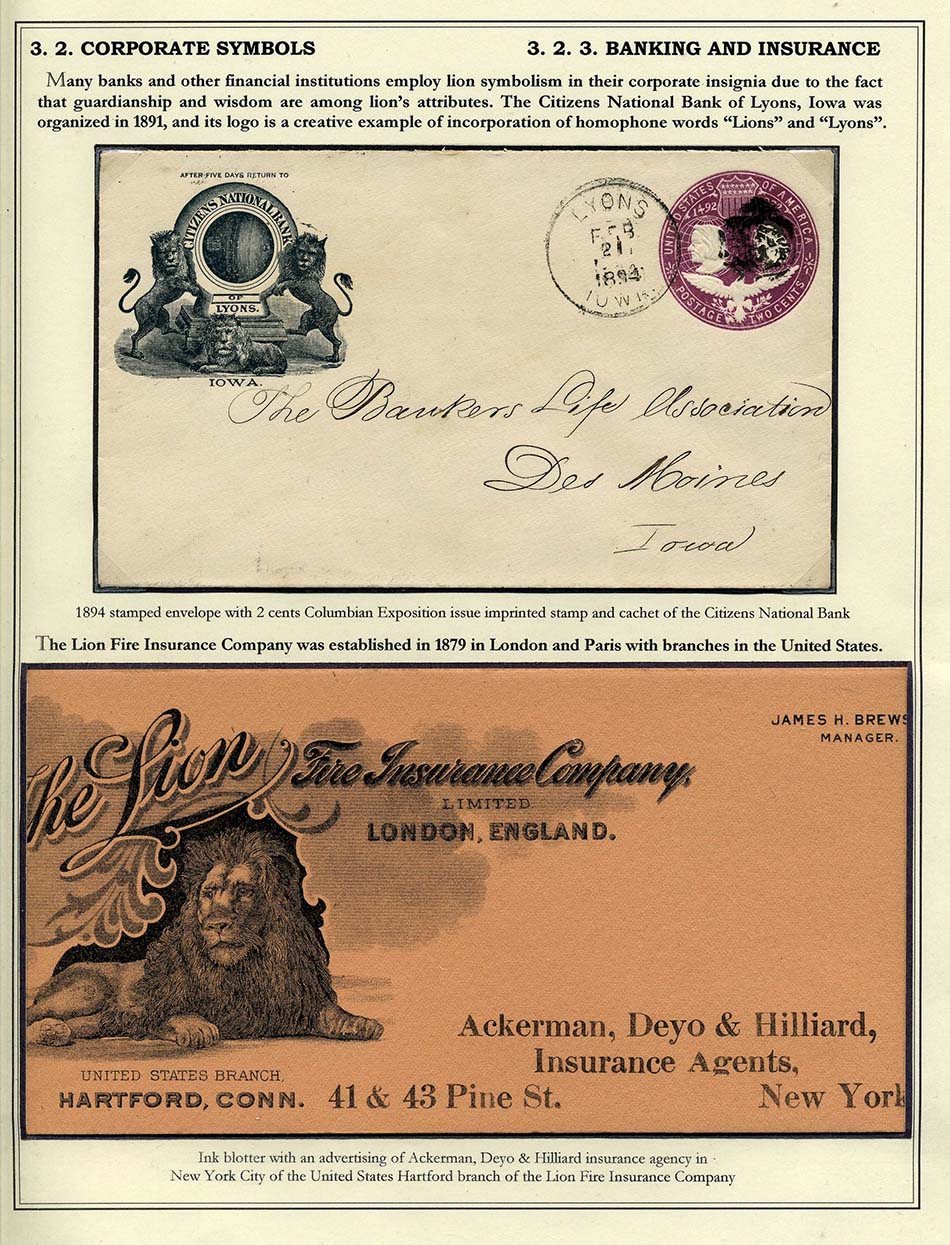 3. 2. CORPORATE SYMBOLS
3. 2. 3. BANKING AND INSURANCE
Many banks and other financial institutions employ lion symbolism in their corporate insignia due to the fact
that guardianship and wisdom are among lion's attributes. The Citizens National Bank of Lyons, Iowa was
organized in 1891, and its logo is a creative example of incorporation of homophone words “Lions” and “Lyons”.
AFTER FIVE DAYS RETURN TO
CITIZENS NATIONAL BANK
OF
LYONS.
IOWA.
LYONS
FEB
21
1894
IOWA
UNITED STATES OF AMERICA
1492
POSTAGE TWO CENTS
The Bankers Life Association
Des Moines
Iowa
1894 stamped envelope with 2 cents Columbian Exposition issue imprinted stamp and cachet of the Citizens National Bank
The Lion Fire Insurance Company was established in 1879 in London and Paris with branches in the United States.
The Lion Fire Insurance Company,
LIMITED
LONDON, ENGLAND.
JAMES H. BREWS
MANAGER.
UNITED STATES BRANCH,
HARTFORD, CONN.
Ackerman, Deyo & Hilliard,
Insurance Agents,
41 & 43 Pine St. New York
Ink blotter with an advertising of Ackerman, Deyo & Hilliard insurance agency in
New York City of the United States Hartford branch of the Lion Fire Insurance Company